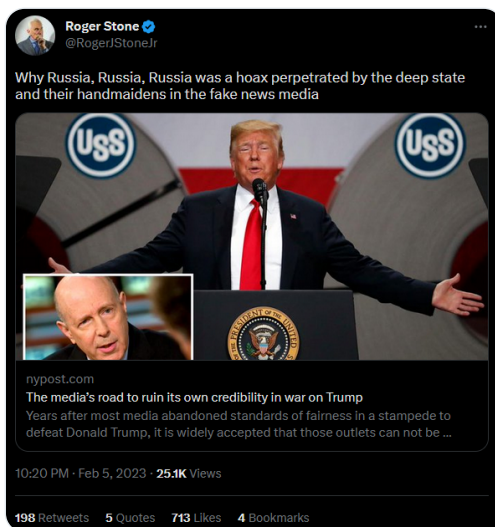 Roger Stone
@RogerJStoneJr
Why Russia, Russia, Russia was a hoax perpetrated by the deep state
and their handmaidens in the fake news media
USS
USS
PRESIDENT OF THE UNITED
nypost.com
The media's road to ruin its own credibility in war on Trump
Years after most media abandoned standards of fairness in a stampede to
defeat Donald Trump, it is widely accepted that those outlets can not be ...
10:20 PM · Feb 5, 2023 · 25.1K Views
198 Retweets 5 Quotes 713 Likes 4 Bookmarks